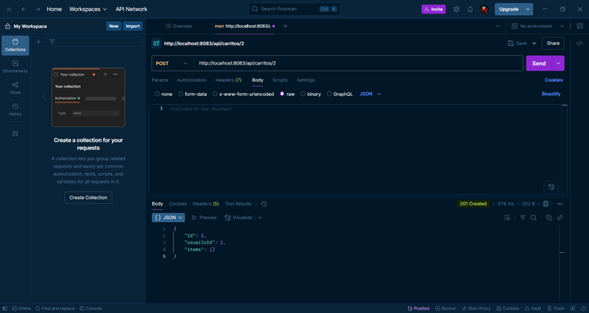 Home Workspaces API Network Search Postman Ctrl K Invite Upgrade
My Workspace New Import Overview POST http://localhost:8083/ No environment
Collections
Environments
Flows
History
Your collection
Your collection
Authorization
Type
Create a collection for your
requests
A collection lets you group related
requests and easily set common
authorization, tests, scripts, and
variables for all requests in it.
Create Collection
http://localhost:8083/api/carritos/2 Save Share
POST http://localhost:8083/api/carritos/2 Send
Params Authorization Headers (7) Body Scripts Settings Cookies
none form-data x-www-form-urlencoded raw binary GraphQL JSON Beautify
1 Ctrl+Alt+P for Postbot
Body Cookies Headers (5) Test Results 201 Created
{} JSON Preview Visualize
1 {
2 "id":
3 "usuarioId":
4 "items": []
5 }
Online Find and replace Console Postbot Runner Start Proxy Cookies Vault Trash